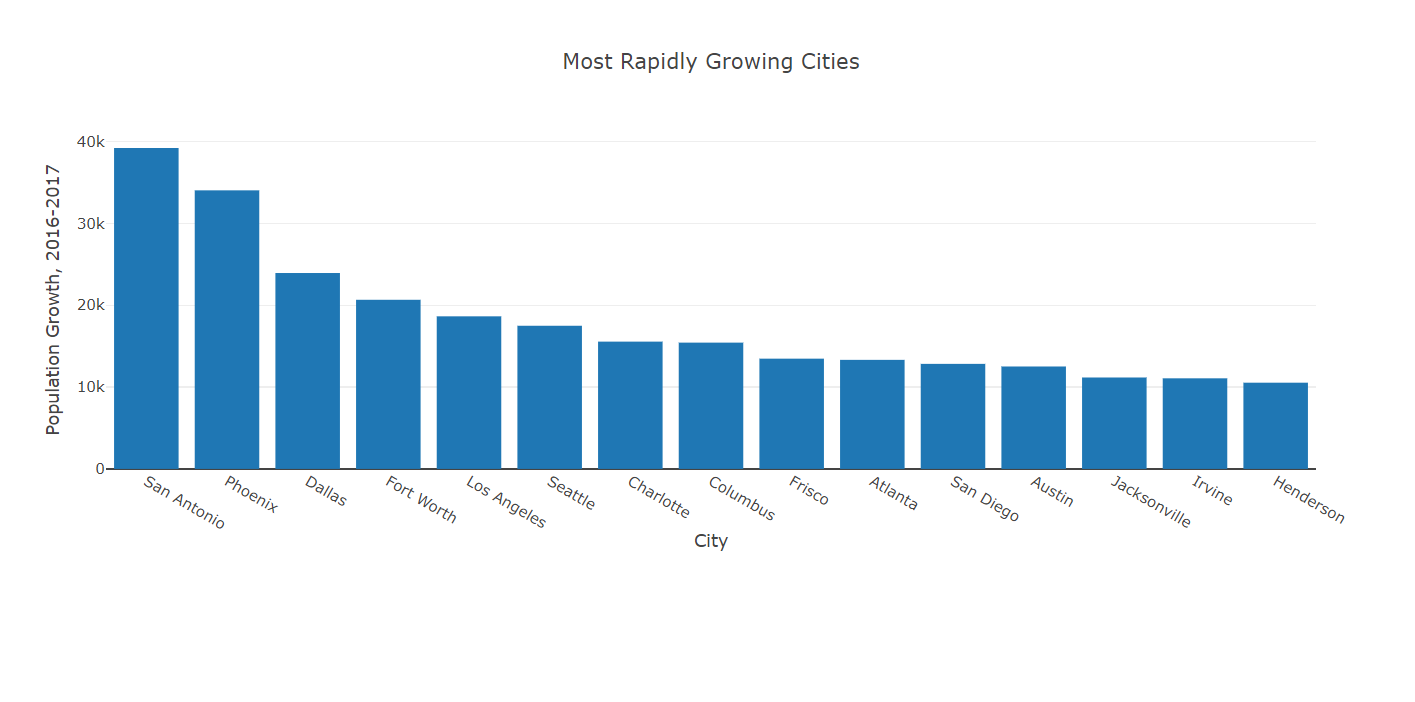 Most Rapidly Growing Cities
Population Growth, 2016-2017
40k
30k
20k
10k
0
San Antonio
Phoenix
Dallas
Fort Worth
Los Angeles
Seattle
Charlotte
Columbus
Frisco
Atlanta
San Diego
Austin
Jacksonville
Irvine
Henderson
City